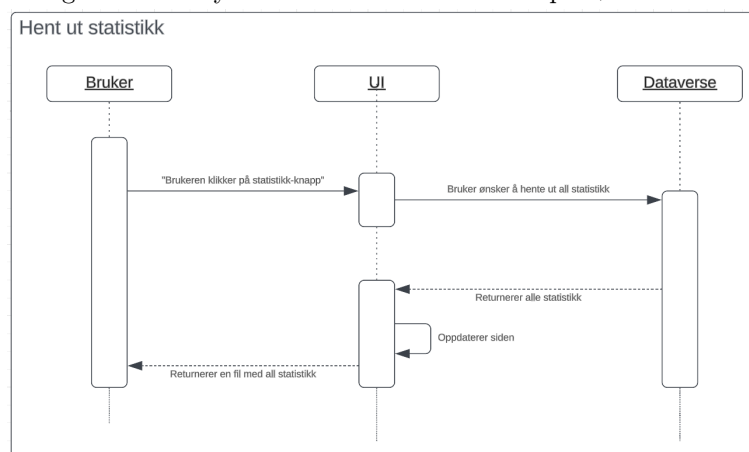 Hent ut statistikk
Bruker
UI
Dataverse
"Brukeren klikker på statistikk-knapp"
Bruker ønsker å hente ut all statistikk
Returnerer alle statistikk
Oppdaterer siden
Returnerer en fil med all statistikk